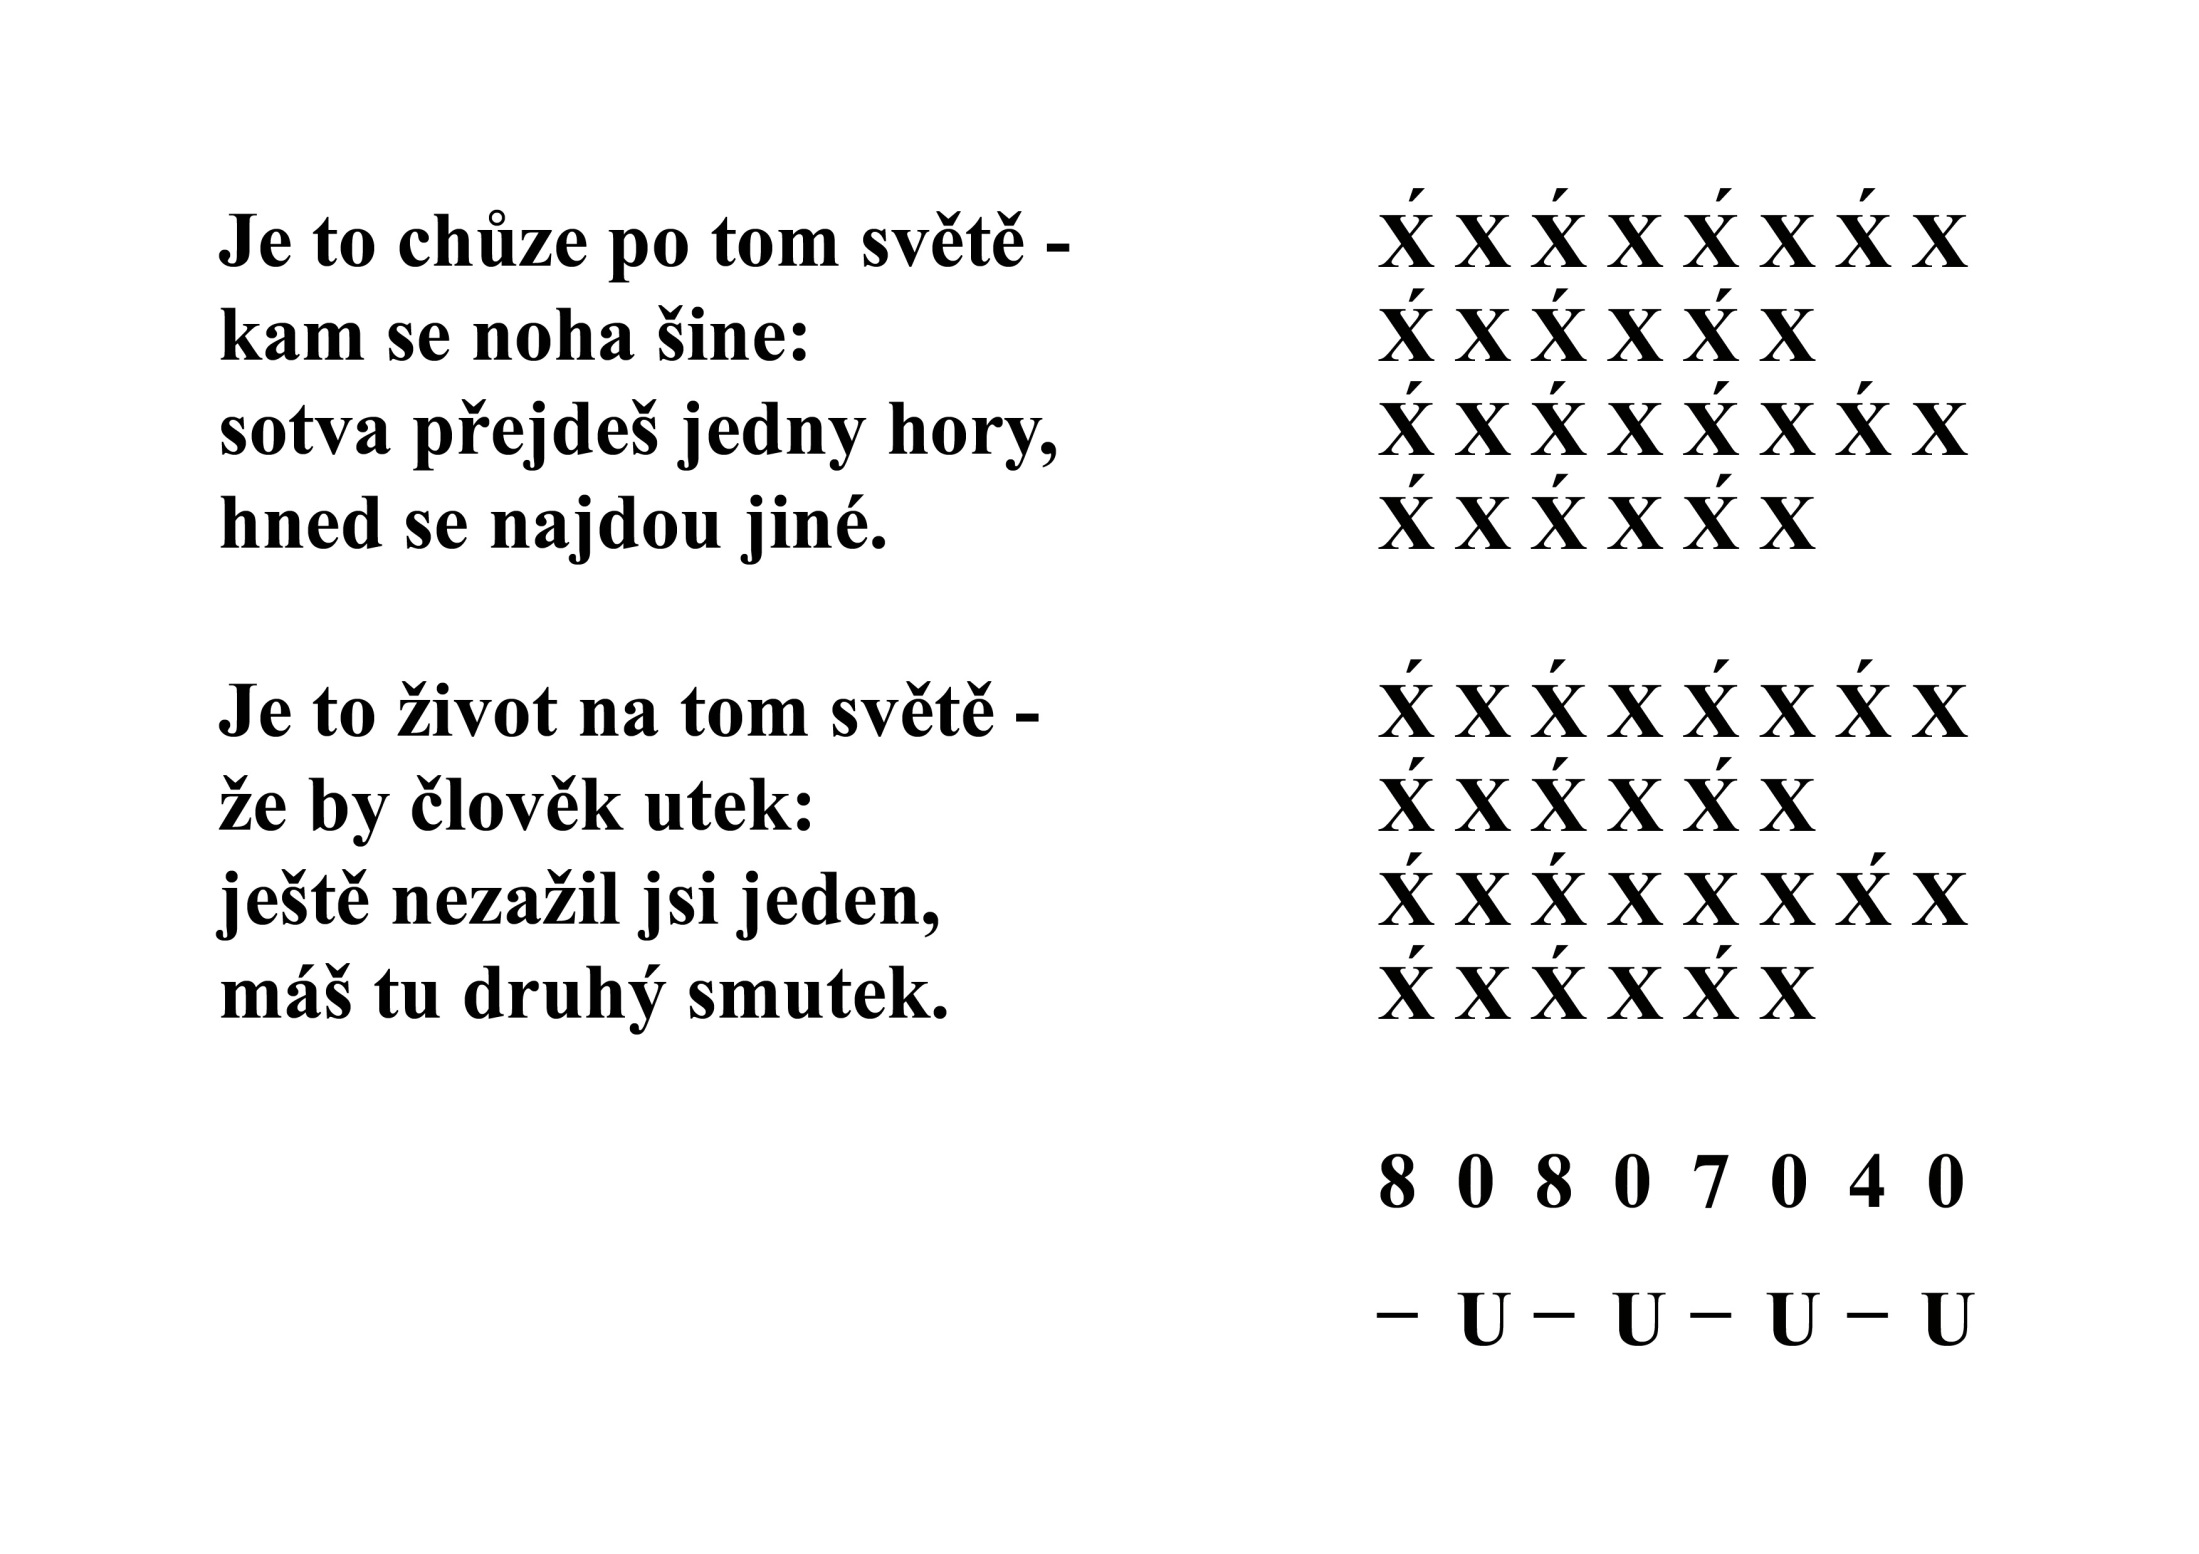 Je to chůze po tom světě - X́ X X́ X X́ X X́ X
kam se noha šine: X́ X X́ X X́ X
sotva přejdeš jedny hory, X́ X X́ X X́ X X́ X
hned se najdou jiné. X́ X X́ X X́ X
Je to život na tom světě - X́ X X́ X X́ X X́ X
že by člověk utek: X́ X X́ X X́ X
ještě nezažil jsi jeden, X́ X X́ X X X X́ X
máš tu druhý smutek. X́ X X́ X X́ X
8 0 8 0 7 0 4 0
– U – U – U – U